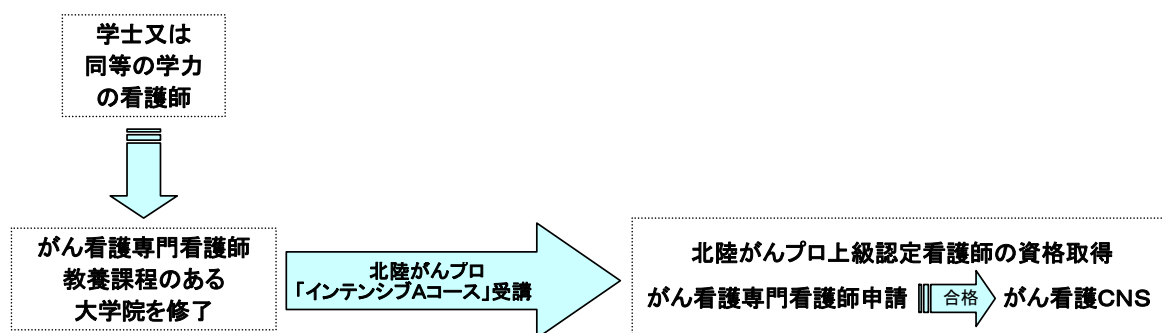 学士又は
同等の学力
の看護師
がん看護専門看護師
教養課程のある
大学院を修了
北陸がんプロ
「インテンシブAコース」受講
北陸がんプロ上級認定看護師の資格取得
がん看護専門看護師申請 合格 がん看護CNS